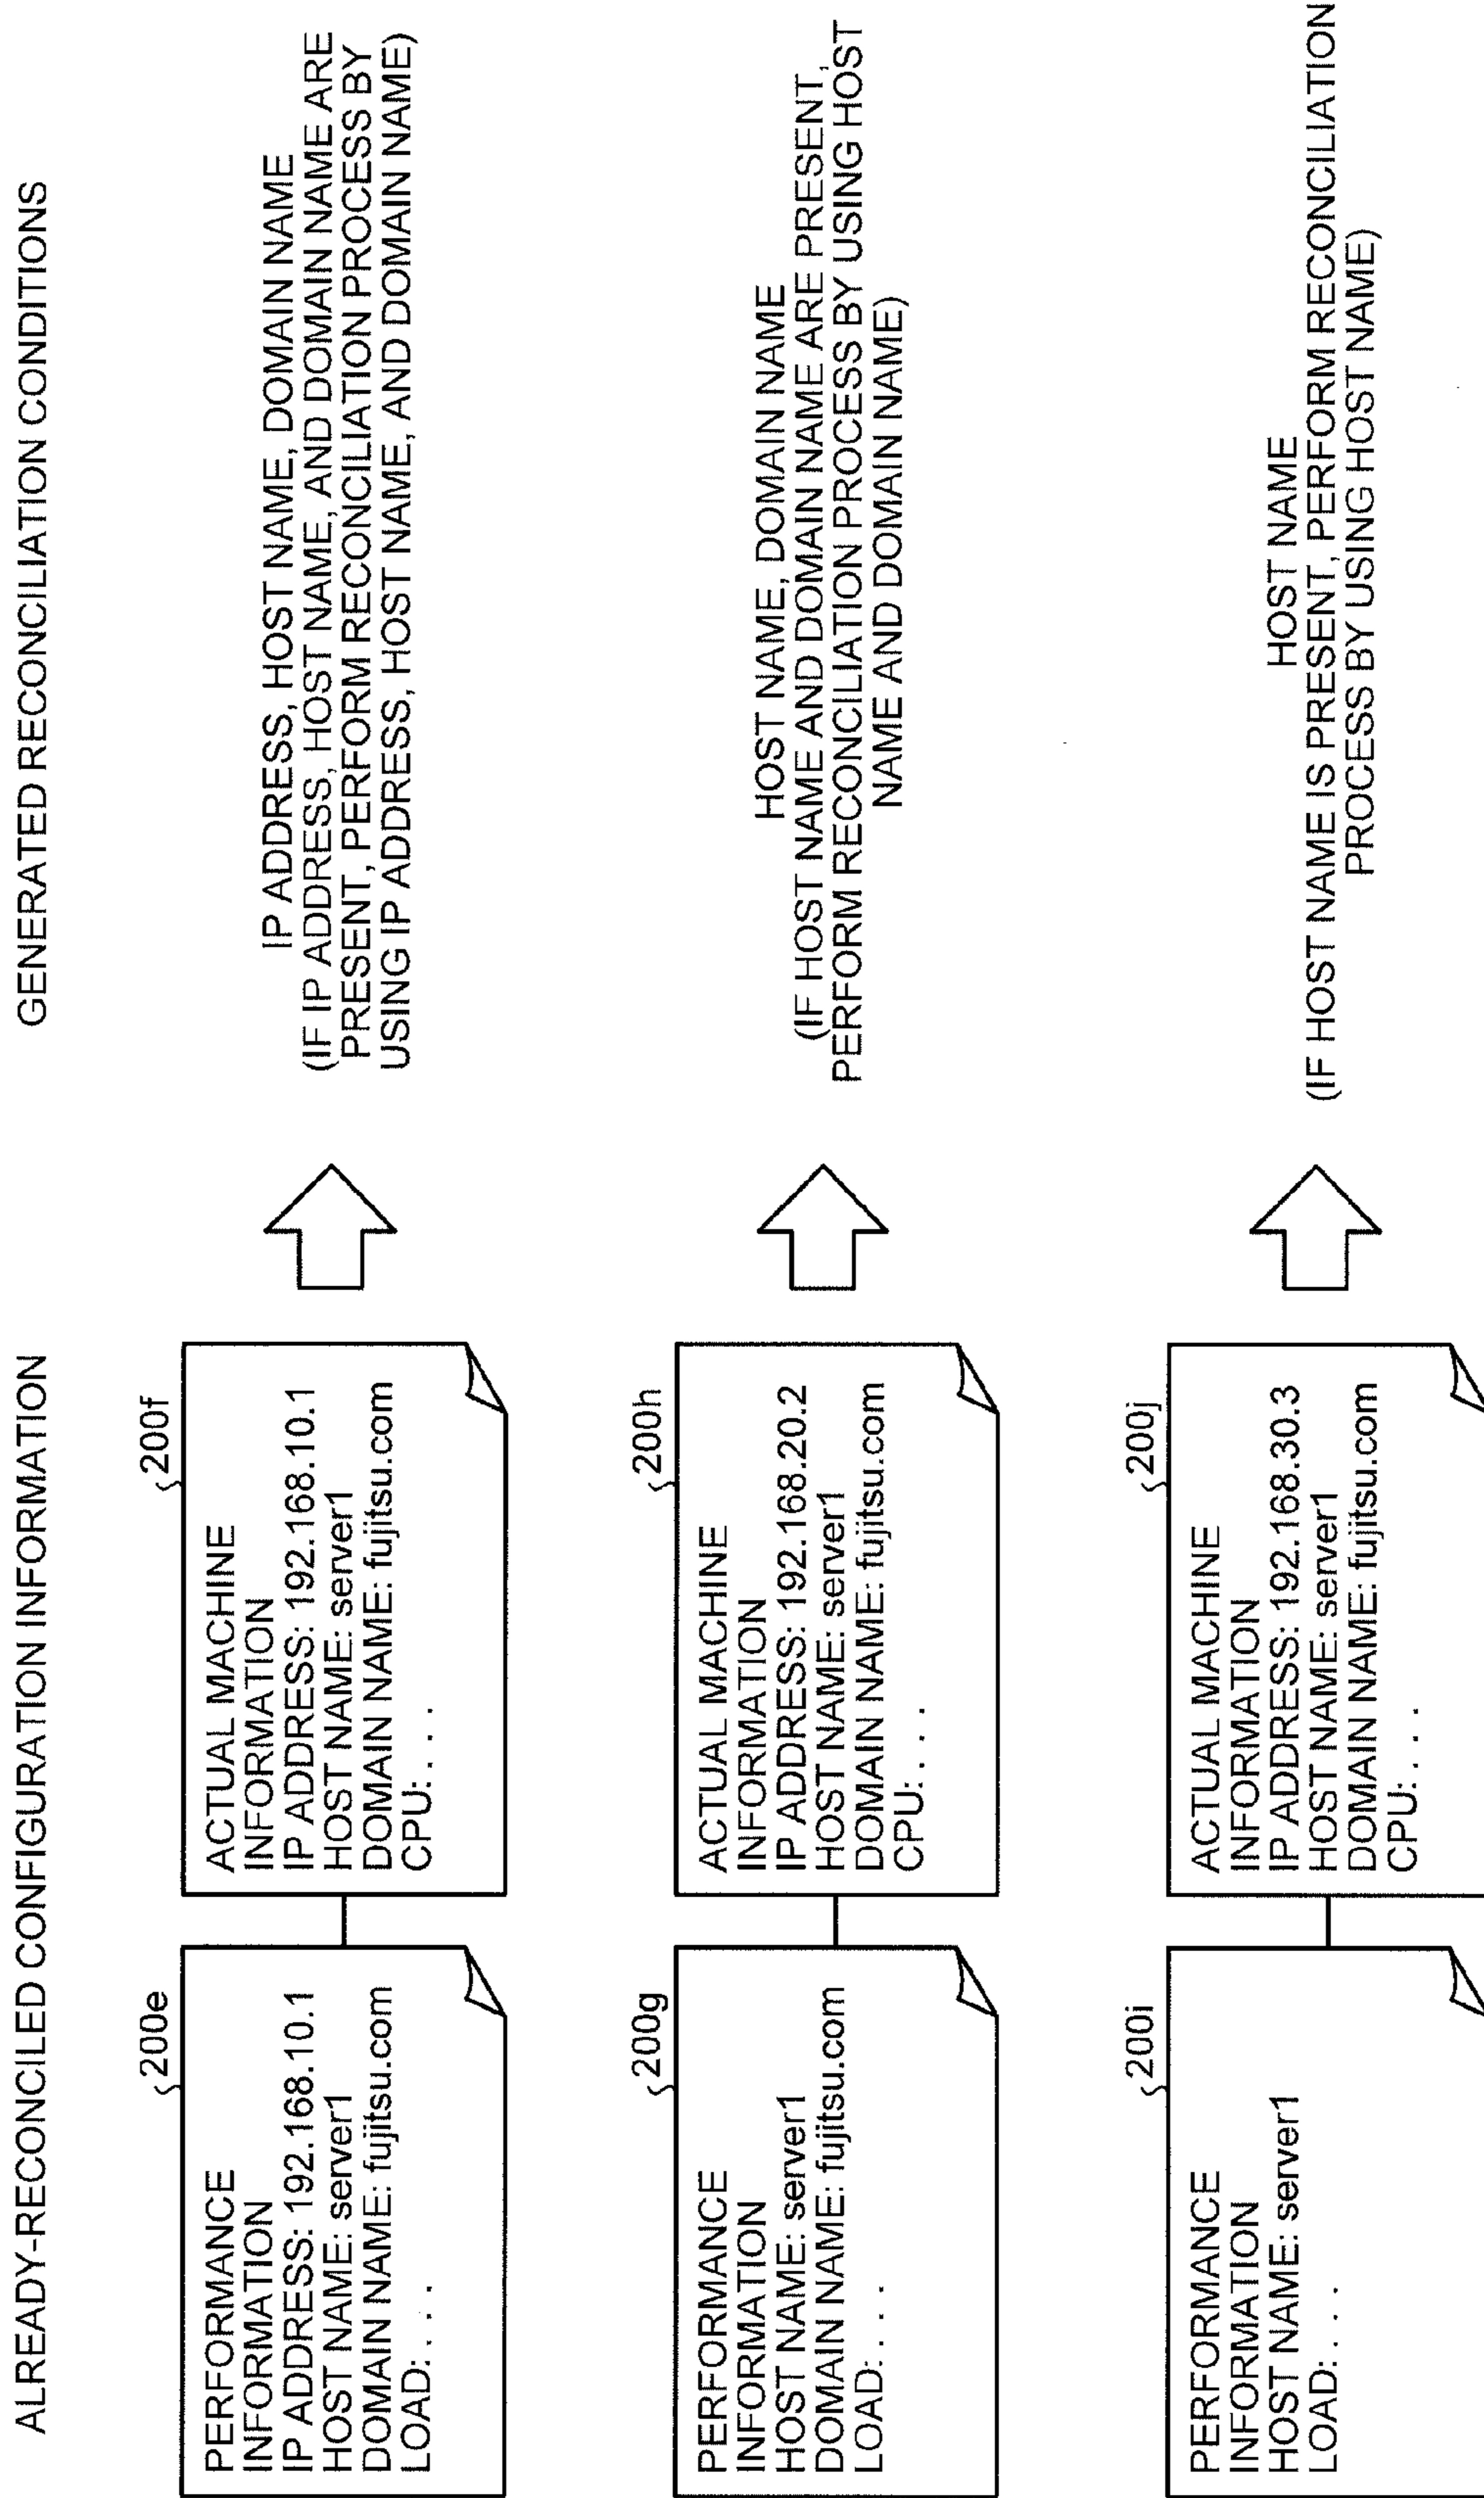 ALREADY-RECONCILED CONFIGURATION INFORMATION
GENERATED RECONCILIATION CONDITIONS
200e
PERFORMANCE
INFORMATION
IP ADDRESS: 192.168.10.1
HOST NAME: server1
DOMAIN NAME: fujitsu.com
LOAD: . . .
200f
ACTUAL MACHINE
INFORMATION
IP ADDRESS: 192.168.10.1
HOST NAME: server1
DOMAIN NAME: fujitsu.com
CPU: . . .
IP ADDRESS, HOST NAME, DOMAIN NAME
(IF IP ADDRESS, HOST NAME, AND DOMAIN NAME ARE
PRESENT, PERFORM RECONCILIATION PROCESS BY
USING IP ADDRESS, HOST NAME, AND DOMAIN NAME)
200g
PERFORMANCE
INFORMATION
HOST NAME: server1
DOMAIN NAME: fujitsu.com
LOAD: . . .
200h
ACTUAL MACHINE
INFORMATION
IP ADDRESS: 192.168.20.2
HOST NAME: server1
DOMAIN NAME: fujitsu.com
CPU: . . .
HOST NAME, DOMAIN NAME
(IF HOST NAME AND DOMAIN NAME ARE PRESENT,
PERFORM RECONCILIATION PROCESS BY USING HOST
NAME AND DOMAIN NAME)
200i
PERFORMANCE
INFORMATION
HOST NAME: server1
LOAD: . . .
200j
ACTUAL MACHINE
INFORMATION
IP ADDRESS: 192.168.30.3
HOST NAME: server1
DOMAIN NAME: fujitsu.com
CPU: . . .
HOST NAME
(IF HOST NAME IS PRESENT, PERFORM RECONCILIATION
PROCESS BY USING HOST NAME)